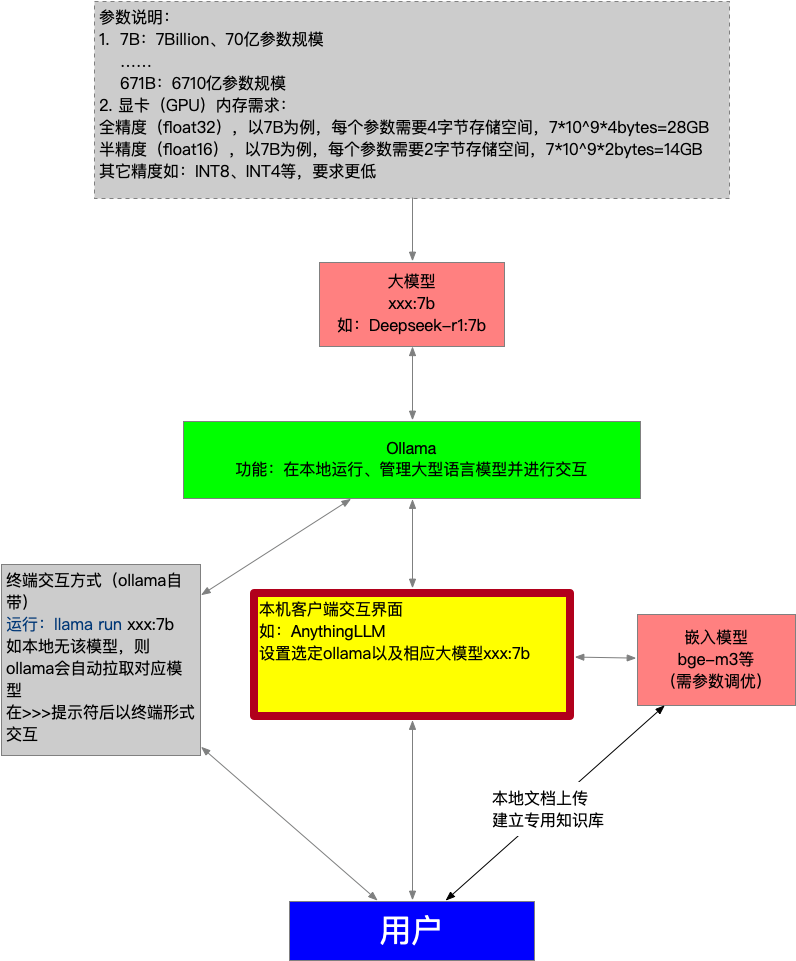 参数说明：
1. 7B：7Billion、70亿参数规模
……
671B：6710亿参数规模
2. 显卡（GPU）内存需求：
全精度（float32），以7B为例，每个参数需要4字节存储空间，7*10^9*4bytes=28GB
半精度（float16），以7B为例，每个参数需要2字节存储空间，7*10^9*2bytes=14GB
其它精度如：INT8、INT4等，要求更低
大模型
xxx:7b
如：Deepseek-r1:7b
Ollama
功能：在本地运行、管理大型语言模型并进行交互
终端交互方式（ollama自
带）
运行：llama run xxx:7b
如本地无该模型，则
ollama会自动拉取对应模
型
在>>>提示符后以终端形式
交互
本机客户端交互界面
如：AnythingLLM
设置选定ollama以及相应大模型xxx:7b
嵌入模型
bge-m3等
（需参数调优）
本地文档上传
建立专用知识库
用户